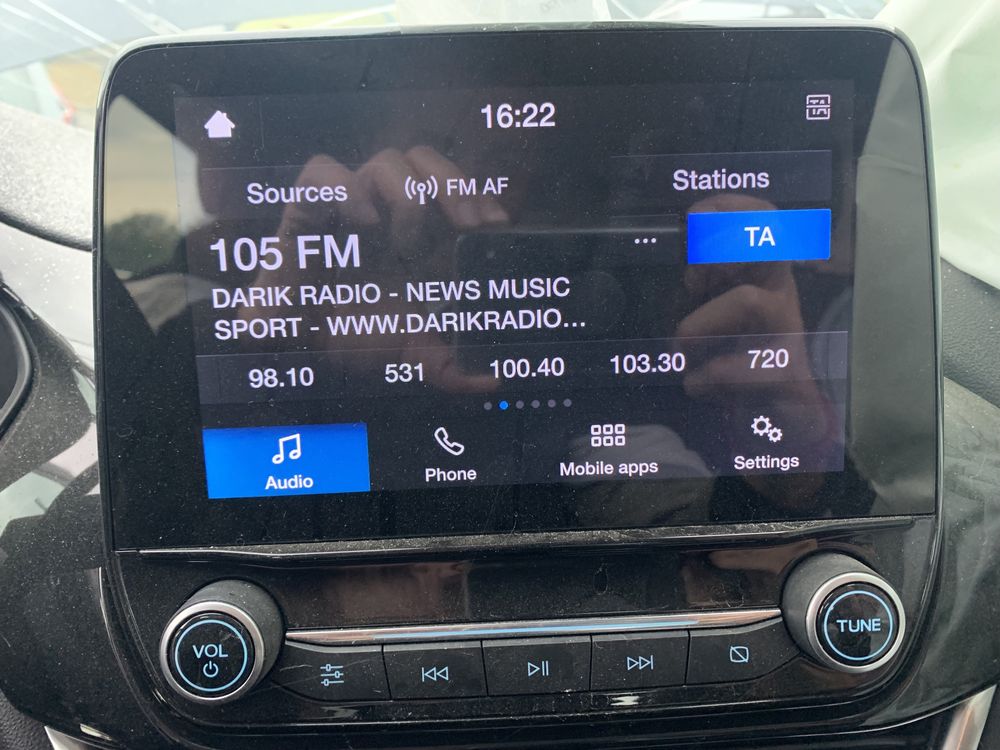 16:22
TA
Sources
FM AF
Stations
105 FM
...
TA
DARIK RADIO - NEWS MUSIC
SPORT - WWW.DARIKRADIO...
98.10
531
100.40
103.30
720
Audio
Phone
Mobile apps
Settings
VOL
TUNE